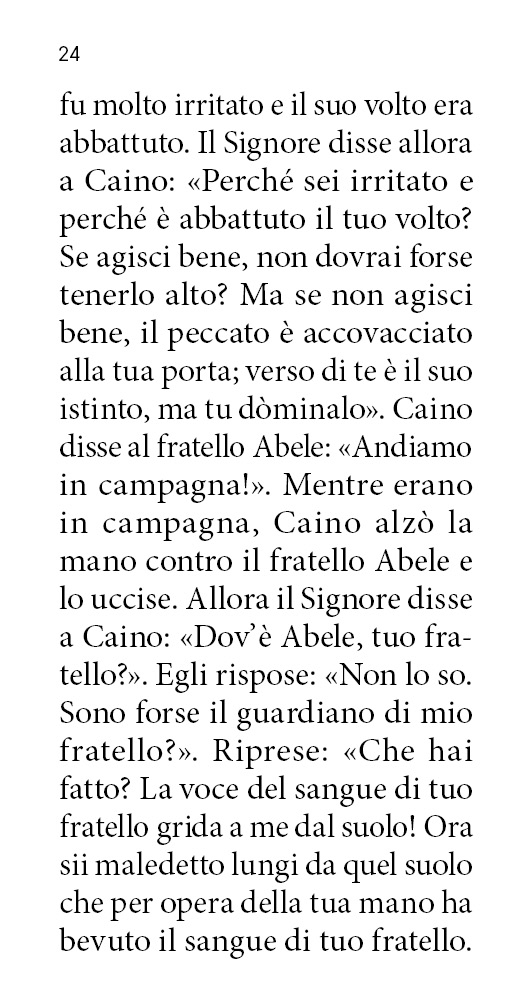 24
fu molto irritato e il suo volto era
abbattuto. Il Signore disse allora
a Caino: «Perché sei irritato e
perché è abbattuto il tuo volto?
Se agisci bene, non dovrai forse
tenerlo alto? Ma se non agisci
bene, il peccato è accovacciato
alla tua porta; verso di te è il suo
istinto, ma tu dòminalo». Caino
disse al fratello Abele: «Andiamo
in campagna!». Mentre erano
in campagna, Caino alzò la
mano contro il fratello Abele e
lo uccise. Allora il Signore disse
a Caino: «Dov’è Abele, tuo fra-
tello?». Egli rispose: «Non lo so.
Sono forse il guardiano di mio
fratello?». Riprese: «Che hai
fatto? La voce del sangue di tuo
fratello grida a me dal suolo! Ora
sii maledetto lungi da quel suolo
che per opera della tua mano ha
bevuto il sangue di tuo fratello.